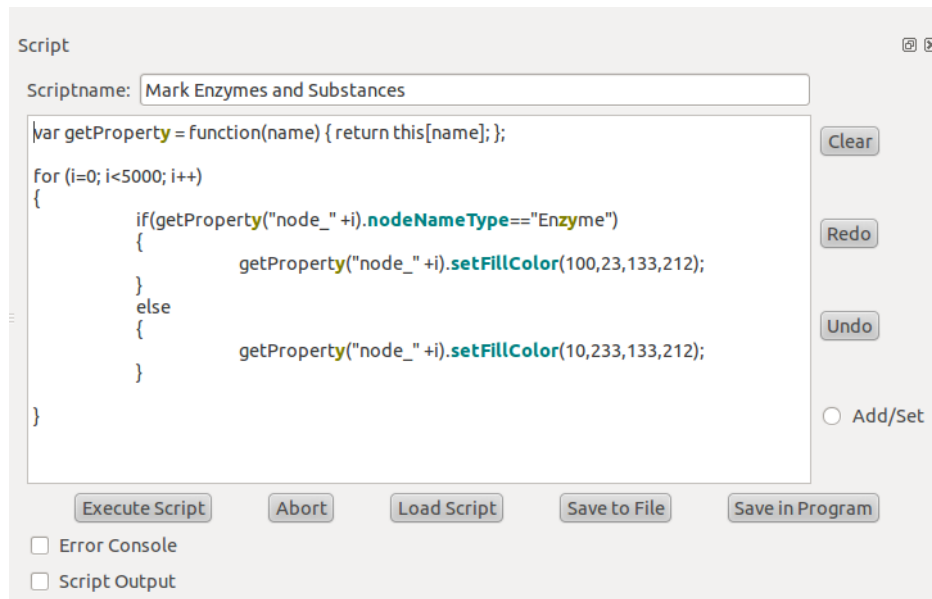 Script
Scriptname: Mark Enzymes and Substances
var getProperty = function(name) { return this[name]; };
Clear
for (i=0; i<5000; i++)
{
if(getProperty("node_" +i).nodeNameType=="Enzyme")
Redo
{
getProperty("node_" +i).setFillColor(100,23,133,212);
}
else
{
Undo
getProperty("node_" +i).setFillColor(10,233,133,212);
}
}
Add/Set
Execute Script Abort Load Script Save to File Save in Program
Error Console
Script Output